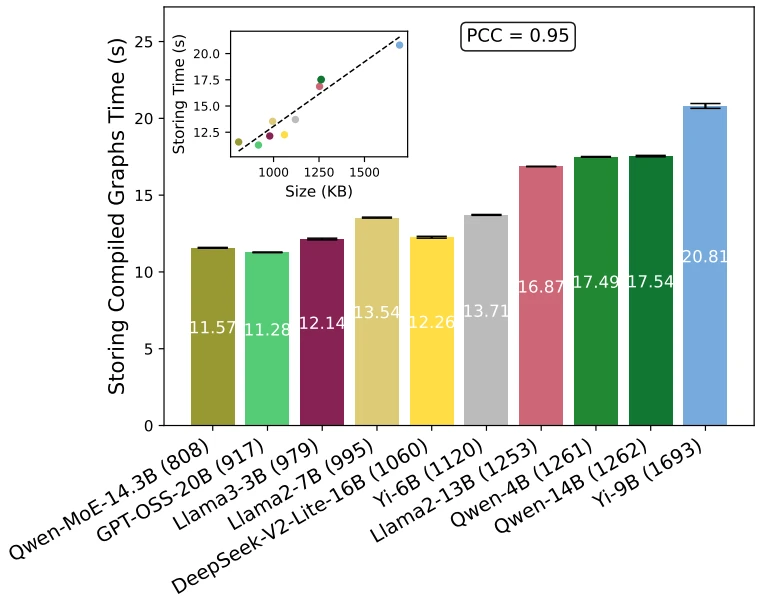 PCC = 0.95
Storing Compiled Graphs Time (s)
25
20
15
10
5
0
Storing Time (s)
20.0
17.5
15.0
12.5
1000 1250 1500
Size (KB)
11.57 11.28 12.14 13.54 12.26 13.71 16.87 17.49 17.54 20.81
Qwen-MoE-14.3B (808)
GPT-OSS-20B (917)
Llama3-3B (979)
Llama2-7B (995)
DeepSeek-V2-Lite-16B (1060)
Yi-6B (1120)
Llama2-13B (1253)
Qwen-4B (1261)
Qwen-14B (1262)
Yi-9B (1693)